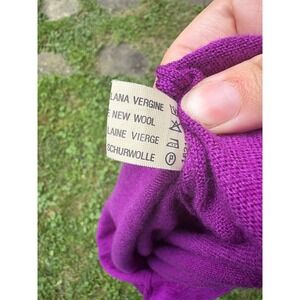 LANA VERGINE
NEW WOOL
LAINE VIERGE
SCHURWOLLE P